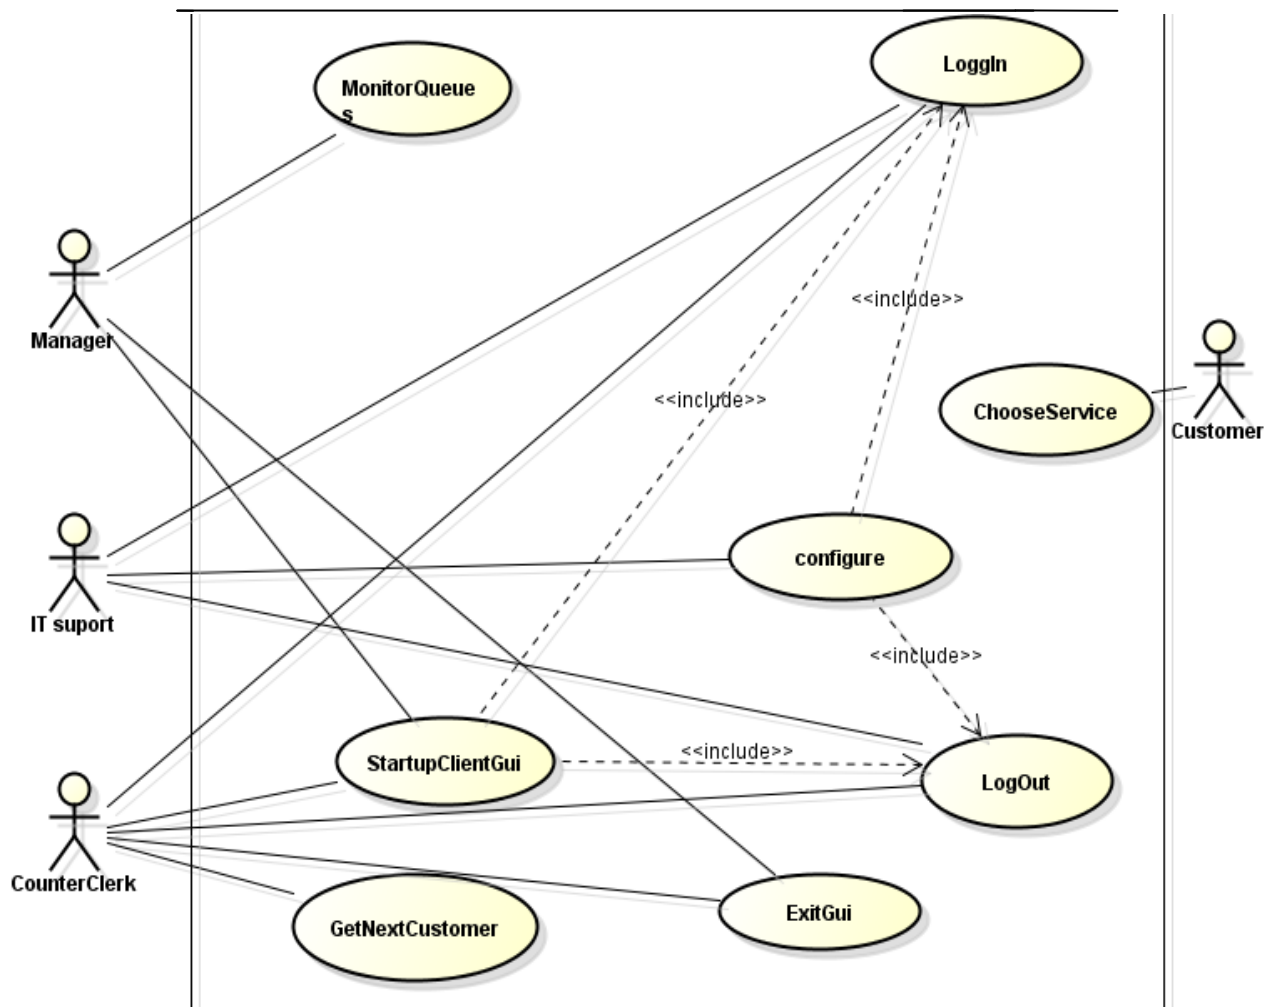 LoggIn
MonitorQueue
s
Manager
<<include>>
<<include>>
ChooseService
Customer
configure
IT suport
<<include>>
StartupClientGui
<<include>>
LogOut
CounterClerk
ExitGui
GetNextCustomer